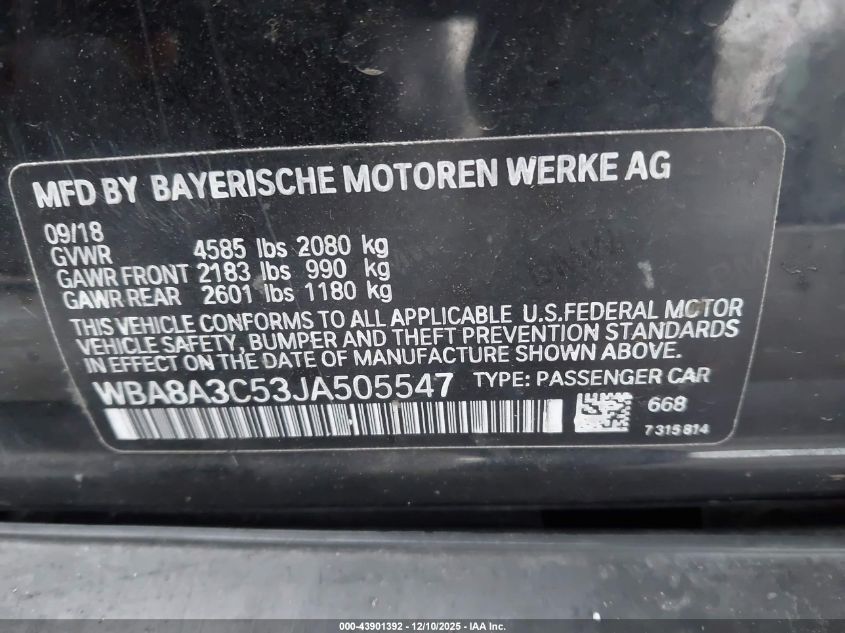 MFD BY BAYERISCHE MOTOREN WERKE AG
09/18
GVWR 4585 lbs 2080 kg
GAWR FRONT 2183 lbs 990 kg
GAWR REAR 2601 lbs 1180 kg
THIS VEHICLE CONFORMS TO ALL APPLICABLE U.S.FEDERAL MOTOR
VEHICLE SAFETY, BUMPER AND THEFT PREVENTION STANDARDS
IN EFFECT ON THE DATE OF MANUFACTURE SHOWN ABOVE.
WBA8A3C53JA505547 TYPE: PASSENGER CAR
668
7315814
000-43901392 - 12/10/2025 - IAA Inc.